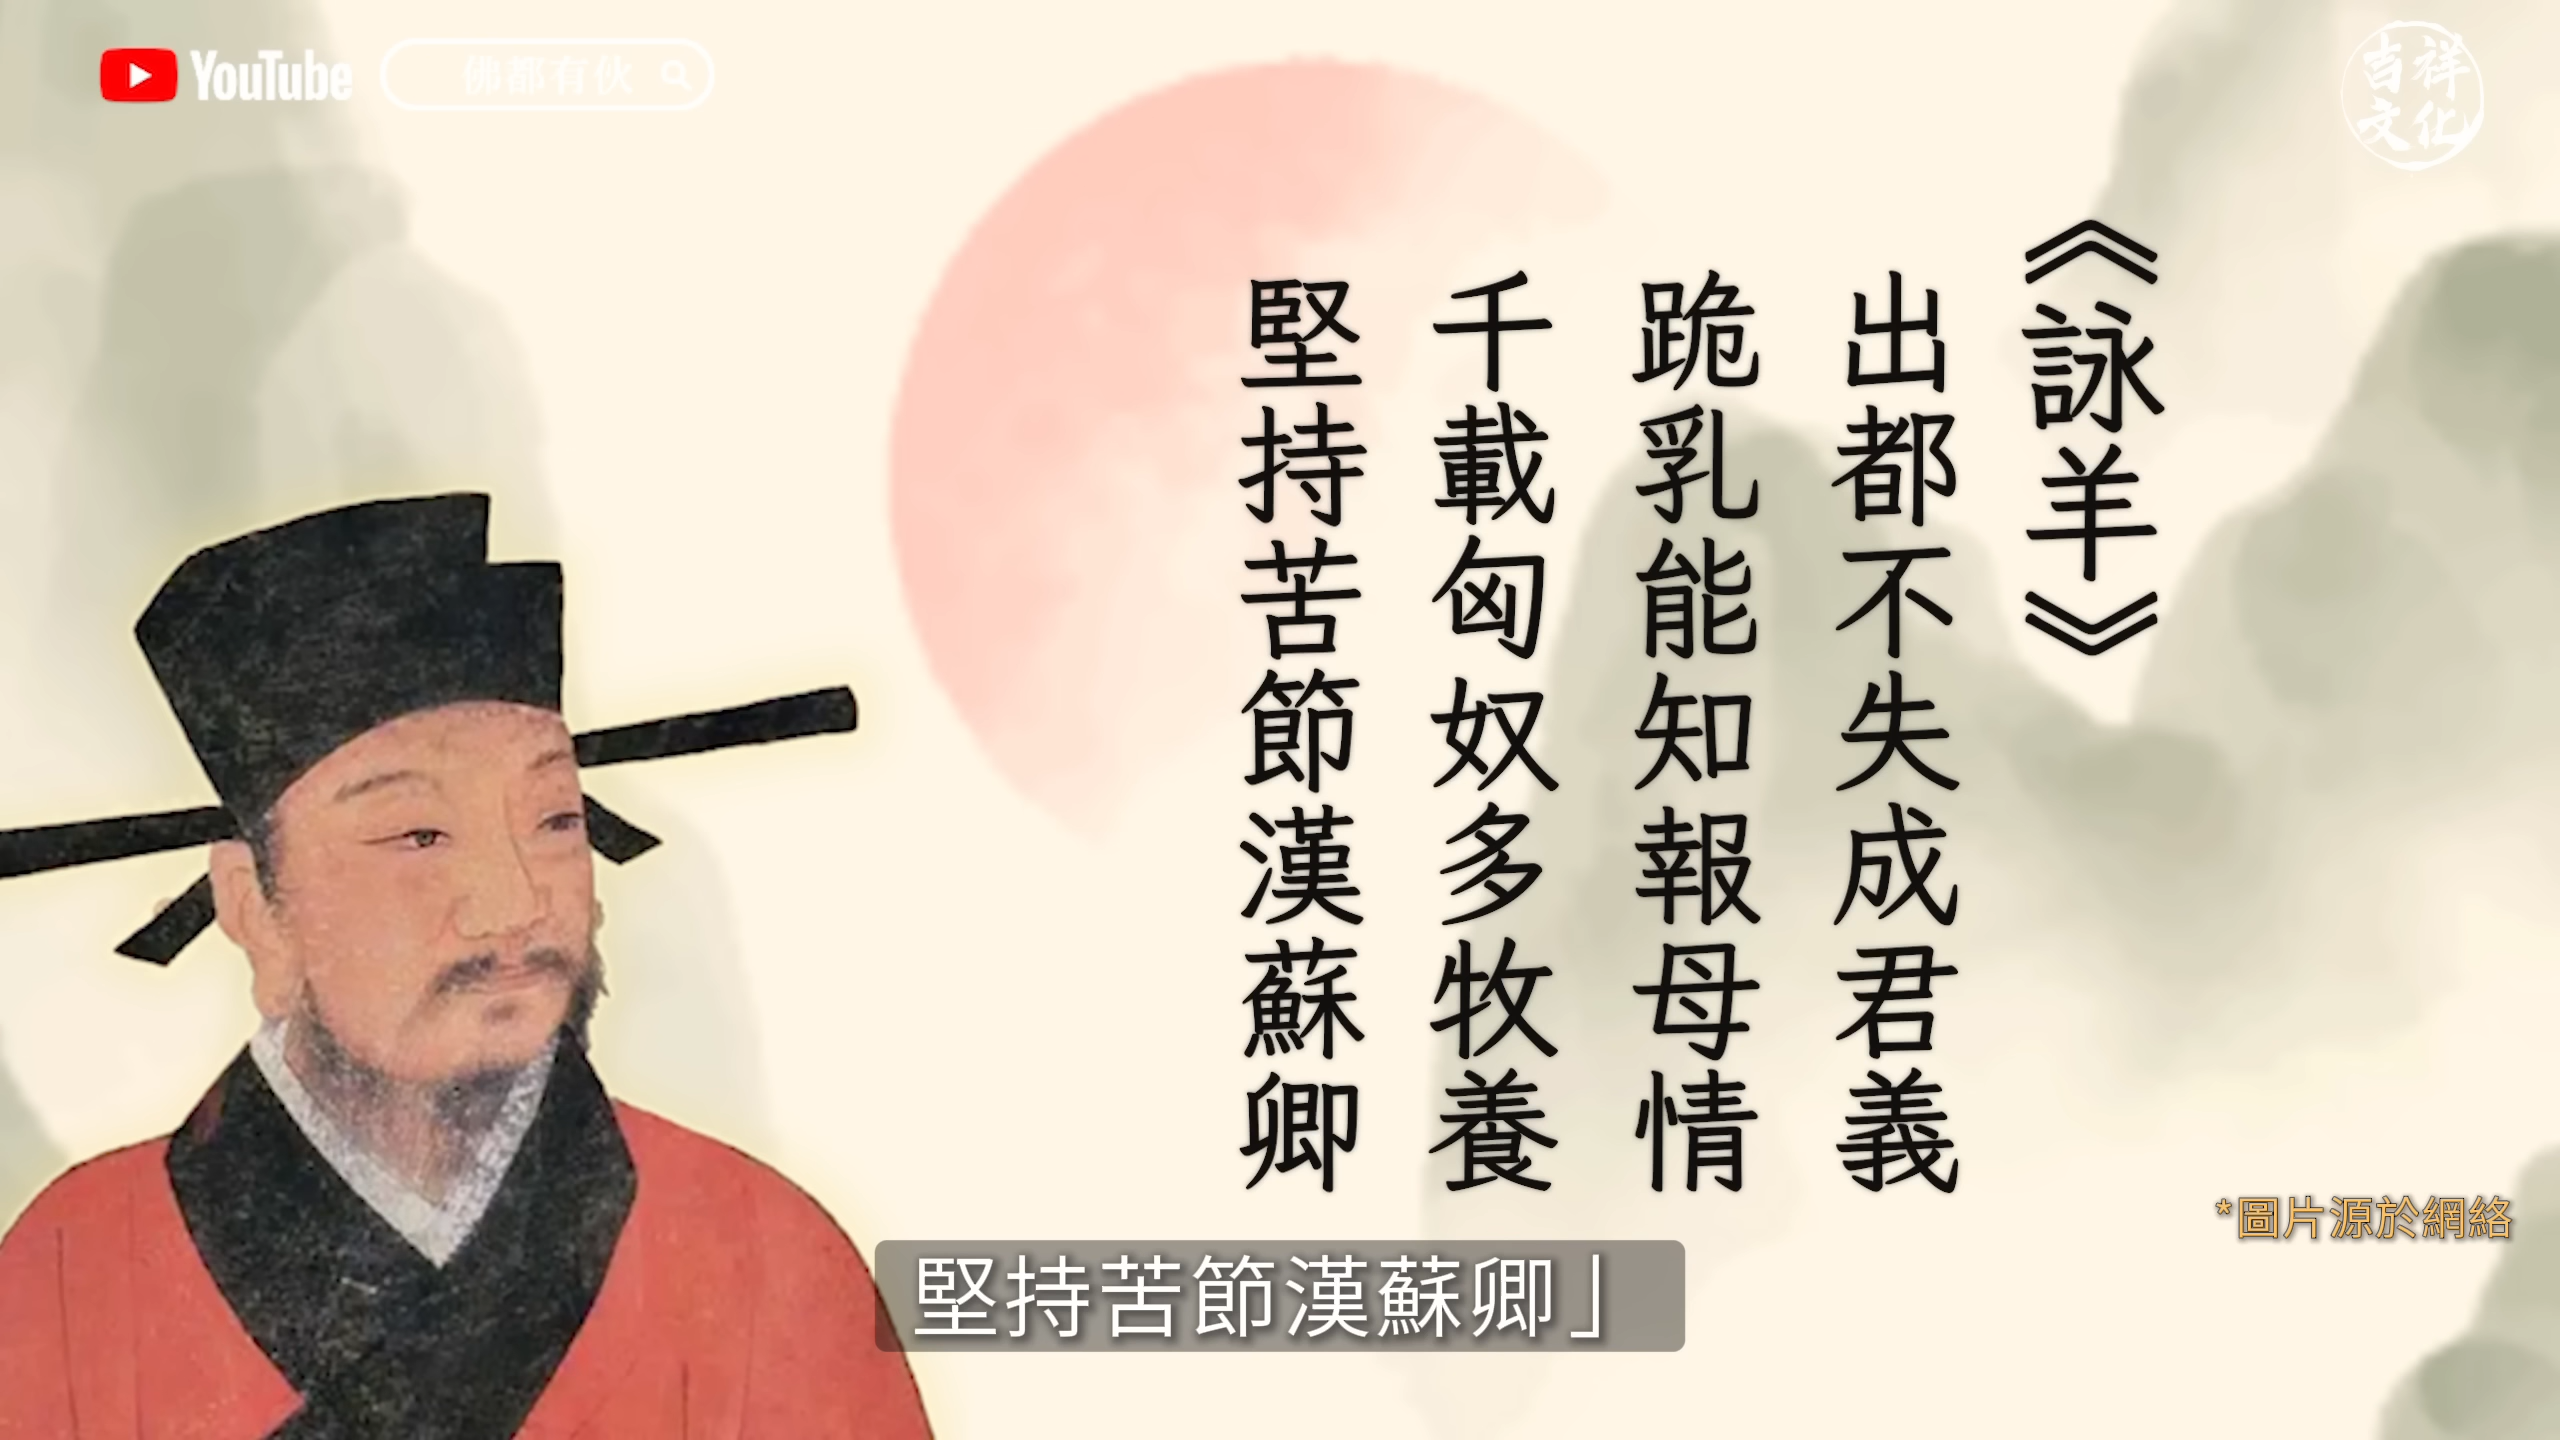 YouTube
佛都有伙
吉祥
文化
《詠羊》
出都不失成君義
跪乳能知報母情
千載匈奴多牧養
堅持苦節漢蘇卿
*圖片源於網絡
堅持苦節漢蘇卿」